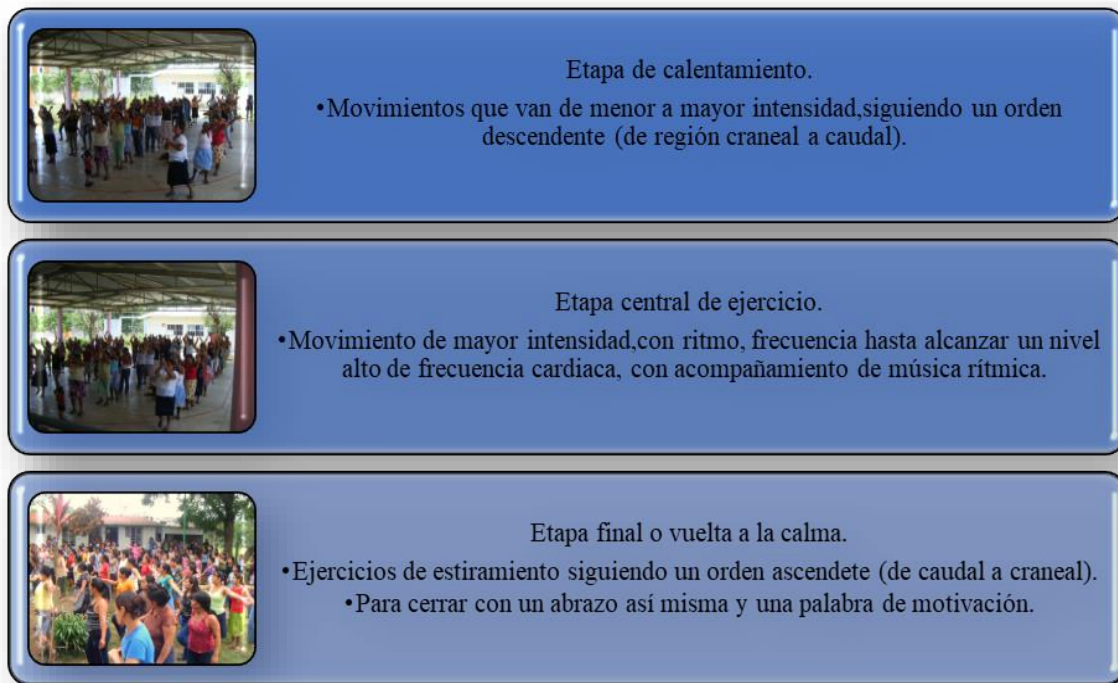 Etapa de calentamiento.
•Movimientos que van de menor a mayor intensidad,siguiendo un orden
descendente (de región craneal a caudal).
Etapa central de ejercicio.
•Movimiento de mayor intensidad,con ritmo, frecuencia hasta alcanzar un nivel
alto de frecuencia cardiaca, con acompañamiento de música rítmica.
Etapa final o vuelta a la calma.
•Ejercicios de estiramiento siguiendo un orden ascendete (de caudal a craneal).
•Para cerrar con un abrazo así misma y una palabra de motivación.